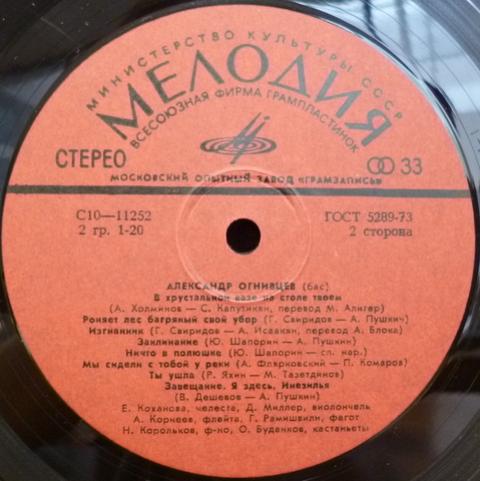 МИНИСТЕРСТВО КУЛЬТУРЫ СССР
МЕЛОДИЯ
ВСЕСОЮЗНАЯ ФИРМА ГРАМПЛАСТИНОК
СТЕРЕО
33
МОСКОВСКИЙ ОПЫТНЫЙ ЗАВОД «ГРАМЗАПИСЬ»
С10—11252
ГОСТ 5289-73
2 гр. 1-20
2 сторона
АЛЕКСАНДР ОГНИВЦЕВ (бас)
В хрустальной вазе на столе твоем
(А. Холминов — С. Капутикян, перевод М. Алигер)
Роняет лес багряный свой убор (Г. Свиридов — А. Пушкин)
Изгнанник (Г. Свиридов — А. Исаакян, перевод А. Блока)
Заклинание (Ю. Шапорин — А. Пушкин)
Ничто в полюшке (Ю. Шапорин — сл. нар.)
Мы сидели с тобой у реки (А. Флярковский — П. Комаров)
Ты ушла (Р. Яхин — М. Тазетдинов)
Завещание. Я здесь, Инезилья
(В. Дешевов — А. Пушкин)
Е. Коханова, челеста, Д. Миллер, виолончель
А. Корнеев, флейта, Г. Рамишвили, фагот
Н. Корольков, ф-но, О. Буданков, кастаньеты